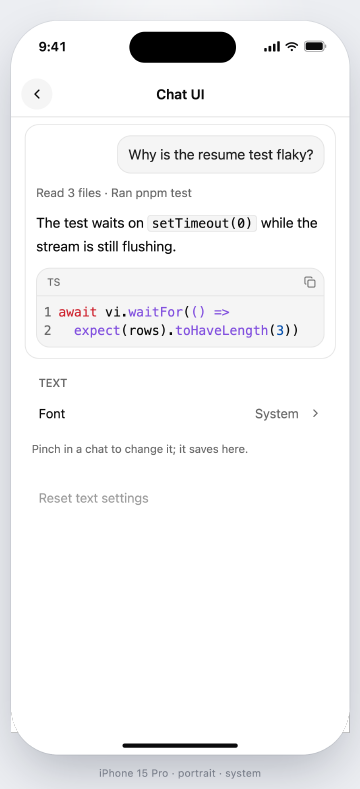 9:41
Chat UI
Why is the resume test flaky?
Read 3 files · Ran pnpm test
The test waits on setTimeout(0) while the
stream is still flushing.
TS
1 await vi.waitFor(() =>
2   expect(rows).toHaveLength(3))
TEXT
Font System
Pinch in a chat to change it; it saves here.
Reset text settings
iPhone 15 Pro · portrait · system